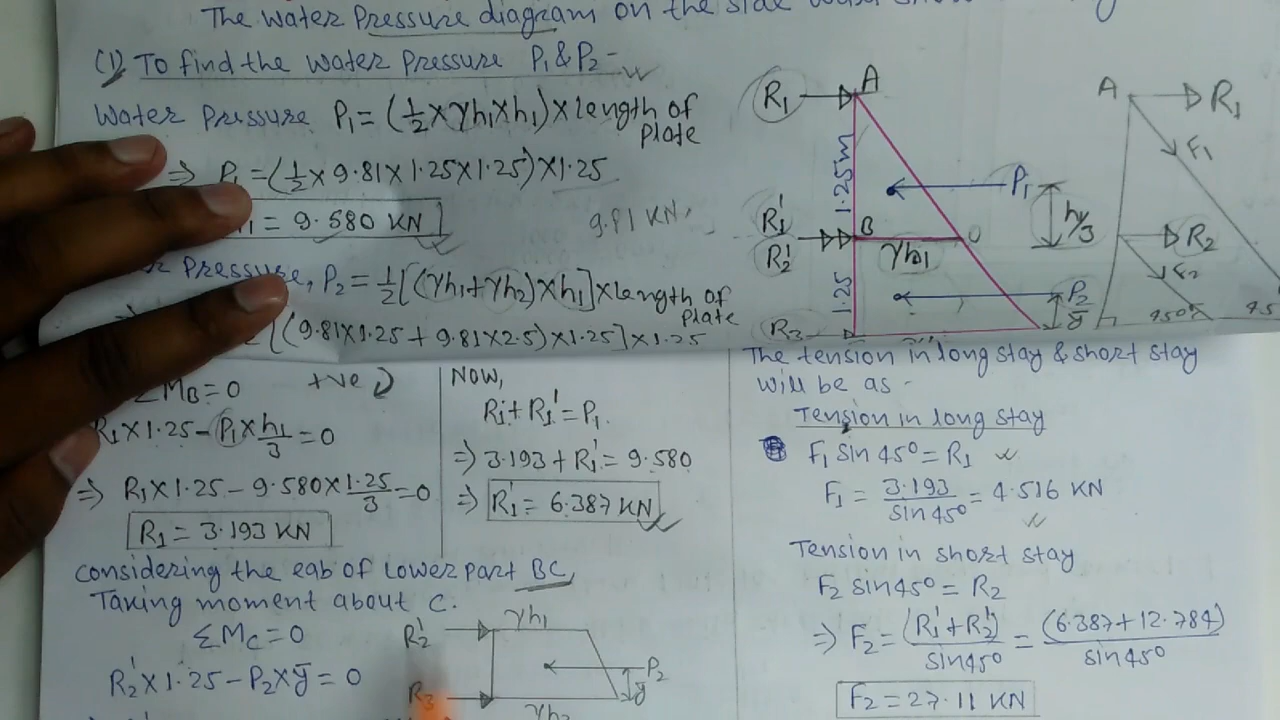 The water pressure diagram on the side
(1) To find the water pressure P₁ & P₂ -
Water pressure P₁ = (½ × γh₁ × h₁) × length of plate
⇒ P₁ = (½ × 9.81 × 1.25 × 1.25) × 1.25
= 9.580 KN
9.81 KN
pressure, P₂ = ½ [(γh₁ + γh₂) × h₁] × length of plate
[(9.81×1.25 + 9.81×2.5) × 1.25] × 1.25
R₁
A
1.25m
P₁
h₁/3
R₁'
R₂'
B
γh₁
1.25
P₂
ȳ
R₃
A
R₁
F₁
R₂
F₂
45°
45
ΣM_B = 0 +ve
R₁ × 1.25 - P₁ × h₁/3 = 0
⇒ R₁ × 1.25 - 9.580 × 1.25/3 = 0
R₁ = 3.193 KN
NOW,
R₁ + R₁' = P₁
⇒ 3.193 + R₁' = 9.580
⇒ R₁' = 6.387 KN
considering the eqb of lower part BC,
Taking moment about C.
ΣM_C = 0
R₂' × 1.25 - P₂ × ȳ = 0
γh₁
R₂'
P₂
ȳ
R₃
γh₂
The tension in long stay & short stay
will be as -
Tension in long stay
F₁ sin 45° = R₁
F₁ = 3.193/sin 45° = 4.516 KN
Tension in short stay
F₂ sin 45° = R₂
⇒ F₂ = (R₁' + R₂')/sin 45° = (6.387 + 12.784)/sin 45°
F₂ = 27.11 KN